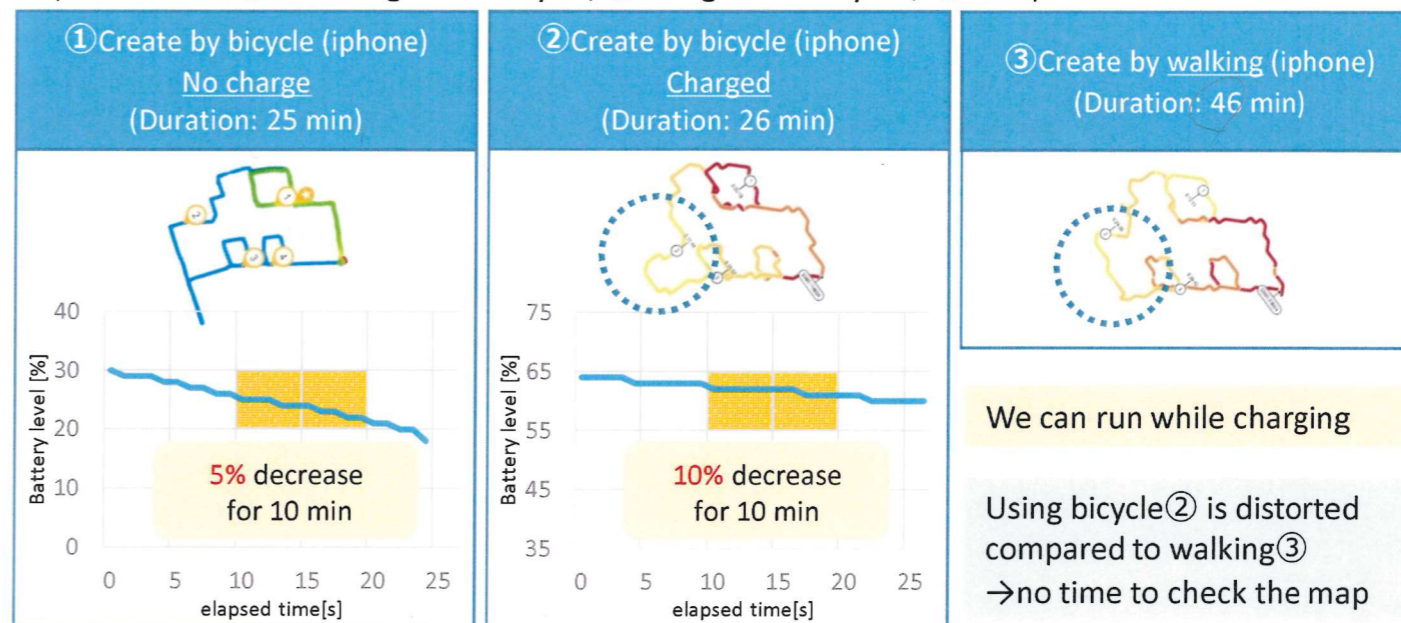 ①Create by bicycle (iphone)
No charge
(Duration: 25 min)
②Create by bicycle (iphone)
Charged
(Duration: 26 min)
③Create by walking (iphone)
(Duration: 46 min)
1
2
3
4
Battery level [%]
40
30
20
10
0
5% decrease
for 10 min
0 5 10 15 20 25
elapsed time[s]
Battery level [%]
75
65
55
45
35
10% decrease
for 10 min
0 5 10 15 20 25
elapsed time[s]
We can run while charging
Using bicycle② is distorted
compared to walking③
→no time to check the map